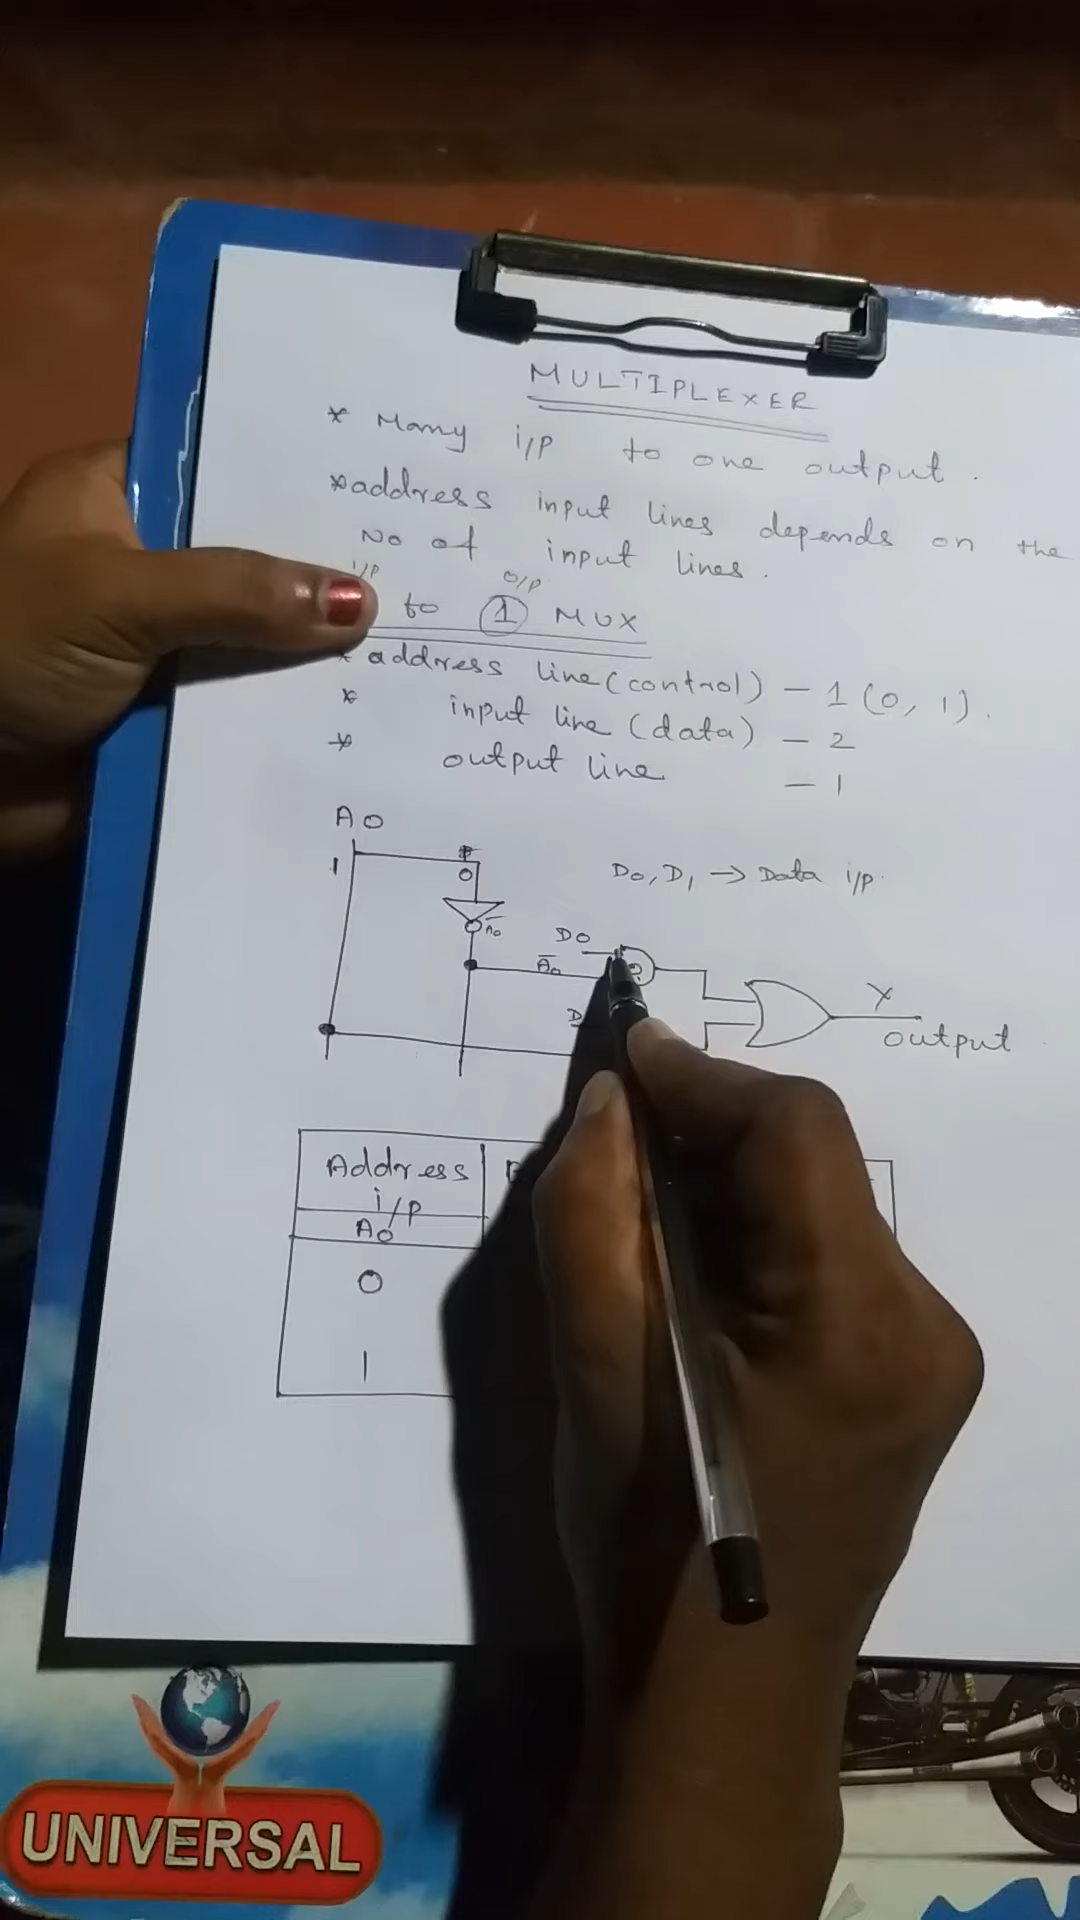 MULTIPLEXER
* Many i/p to one output.
* address input lines depends on the
No of input lines.
i/p o/p
to 1 MUX
* address line (control) - 1 (0, 1).
* input line (data) - 2
* output line - 1
A0
1
0
D0, D1 → Data i/p.
A̅0
D0
A̅0
D
X
output
Address
i/p
A0
0
1
UNIVERSAL